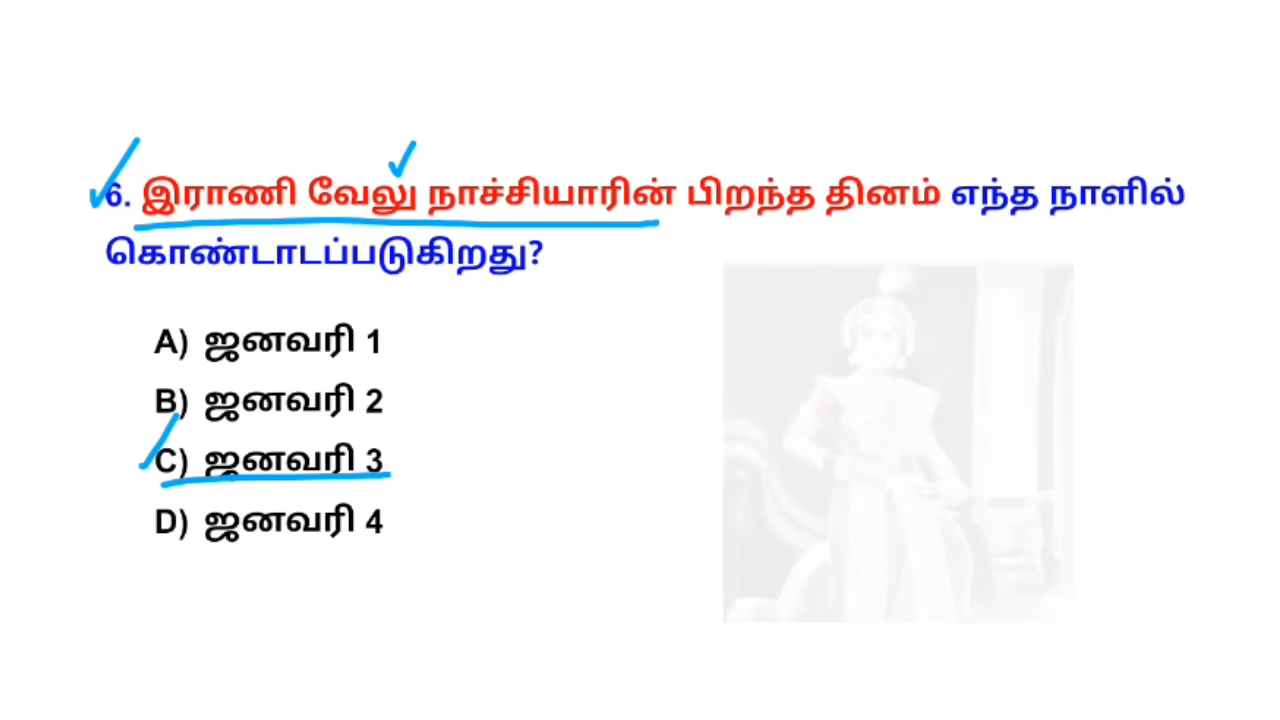 6. இராணி வேலு நாச்சியாரின் பிறந்த தினம் எந்த நாளில்
கொண்டாடப்படுகிறது?
A) ஜனவரி 1
B) ஜனவரி 2
C) ஜனவரி 3
D) ஜனவரி 4